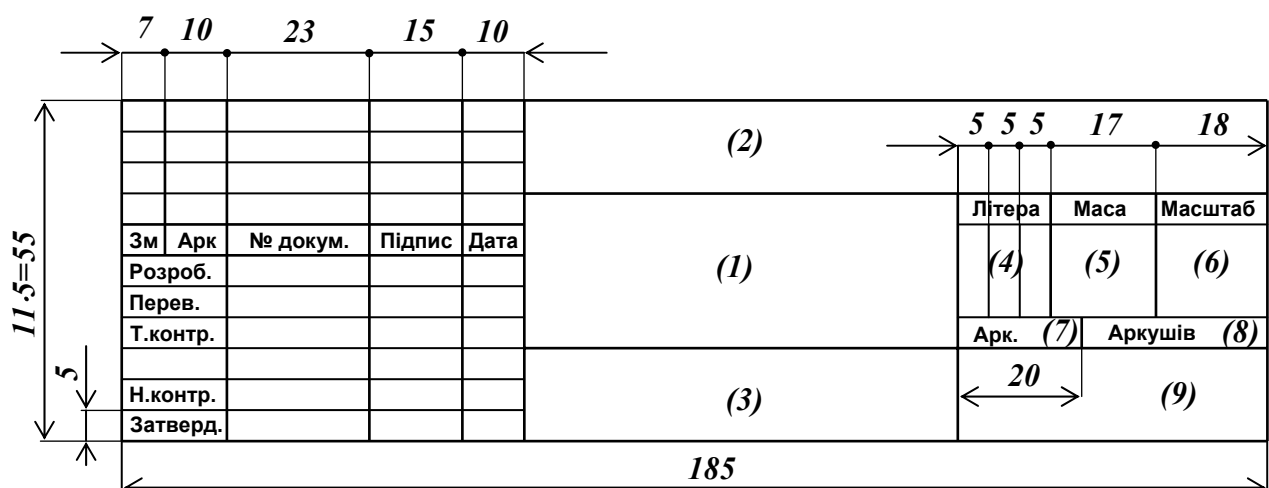 7 10 23 15 10
5 5 5 17 18
(2)
Літера Маса Масштаб
Зм Арк № докум. Підпис Дата
(1) (4) (5) (6)
Розроб.
Перев.
Т.контр.
Арк. (7) Аркушів (8)
11·5=55
5
20
Н.контр.
(3) (9)
Затверд.
185